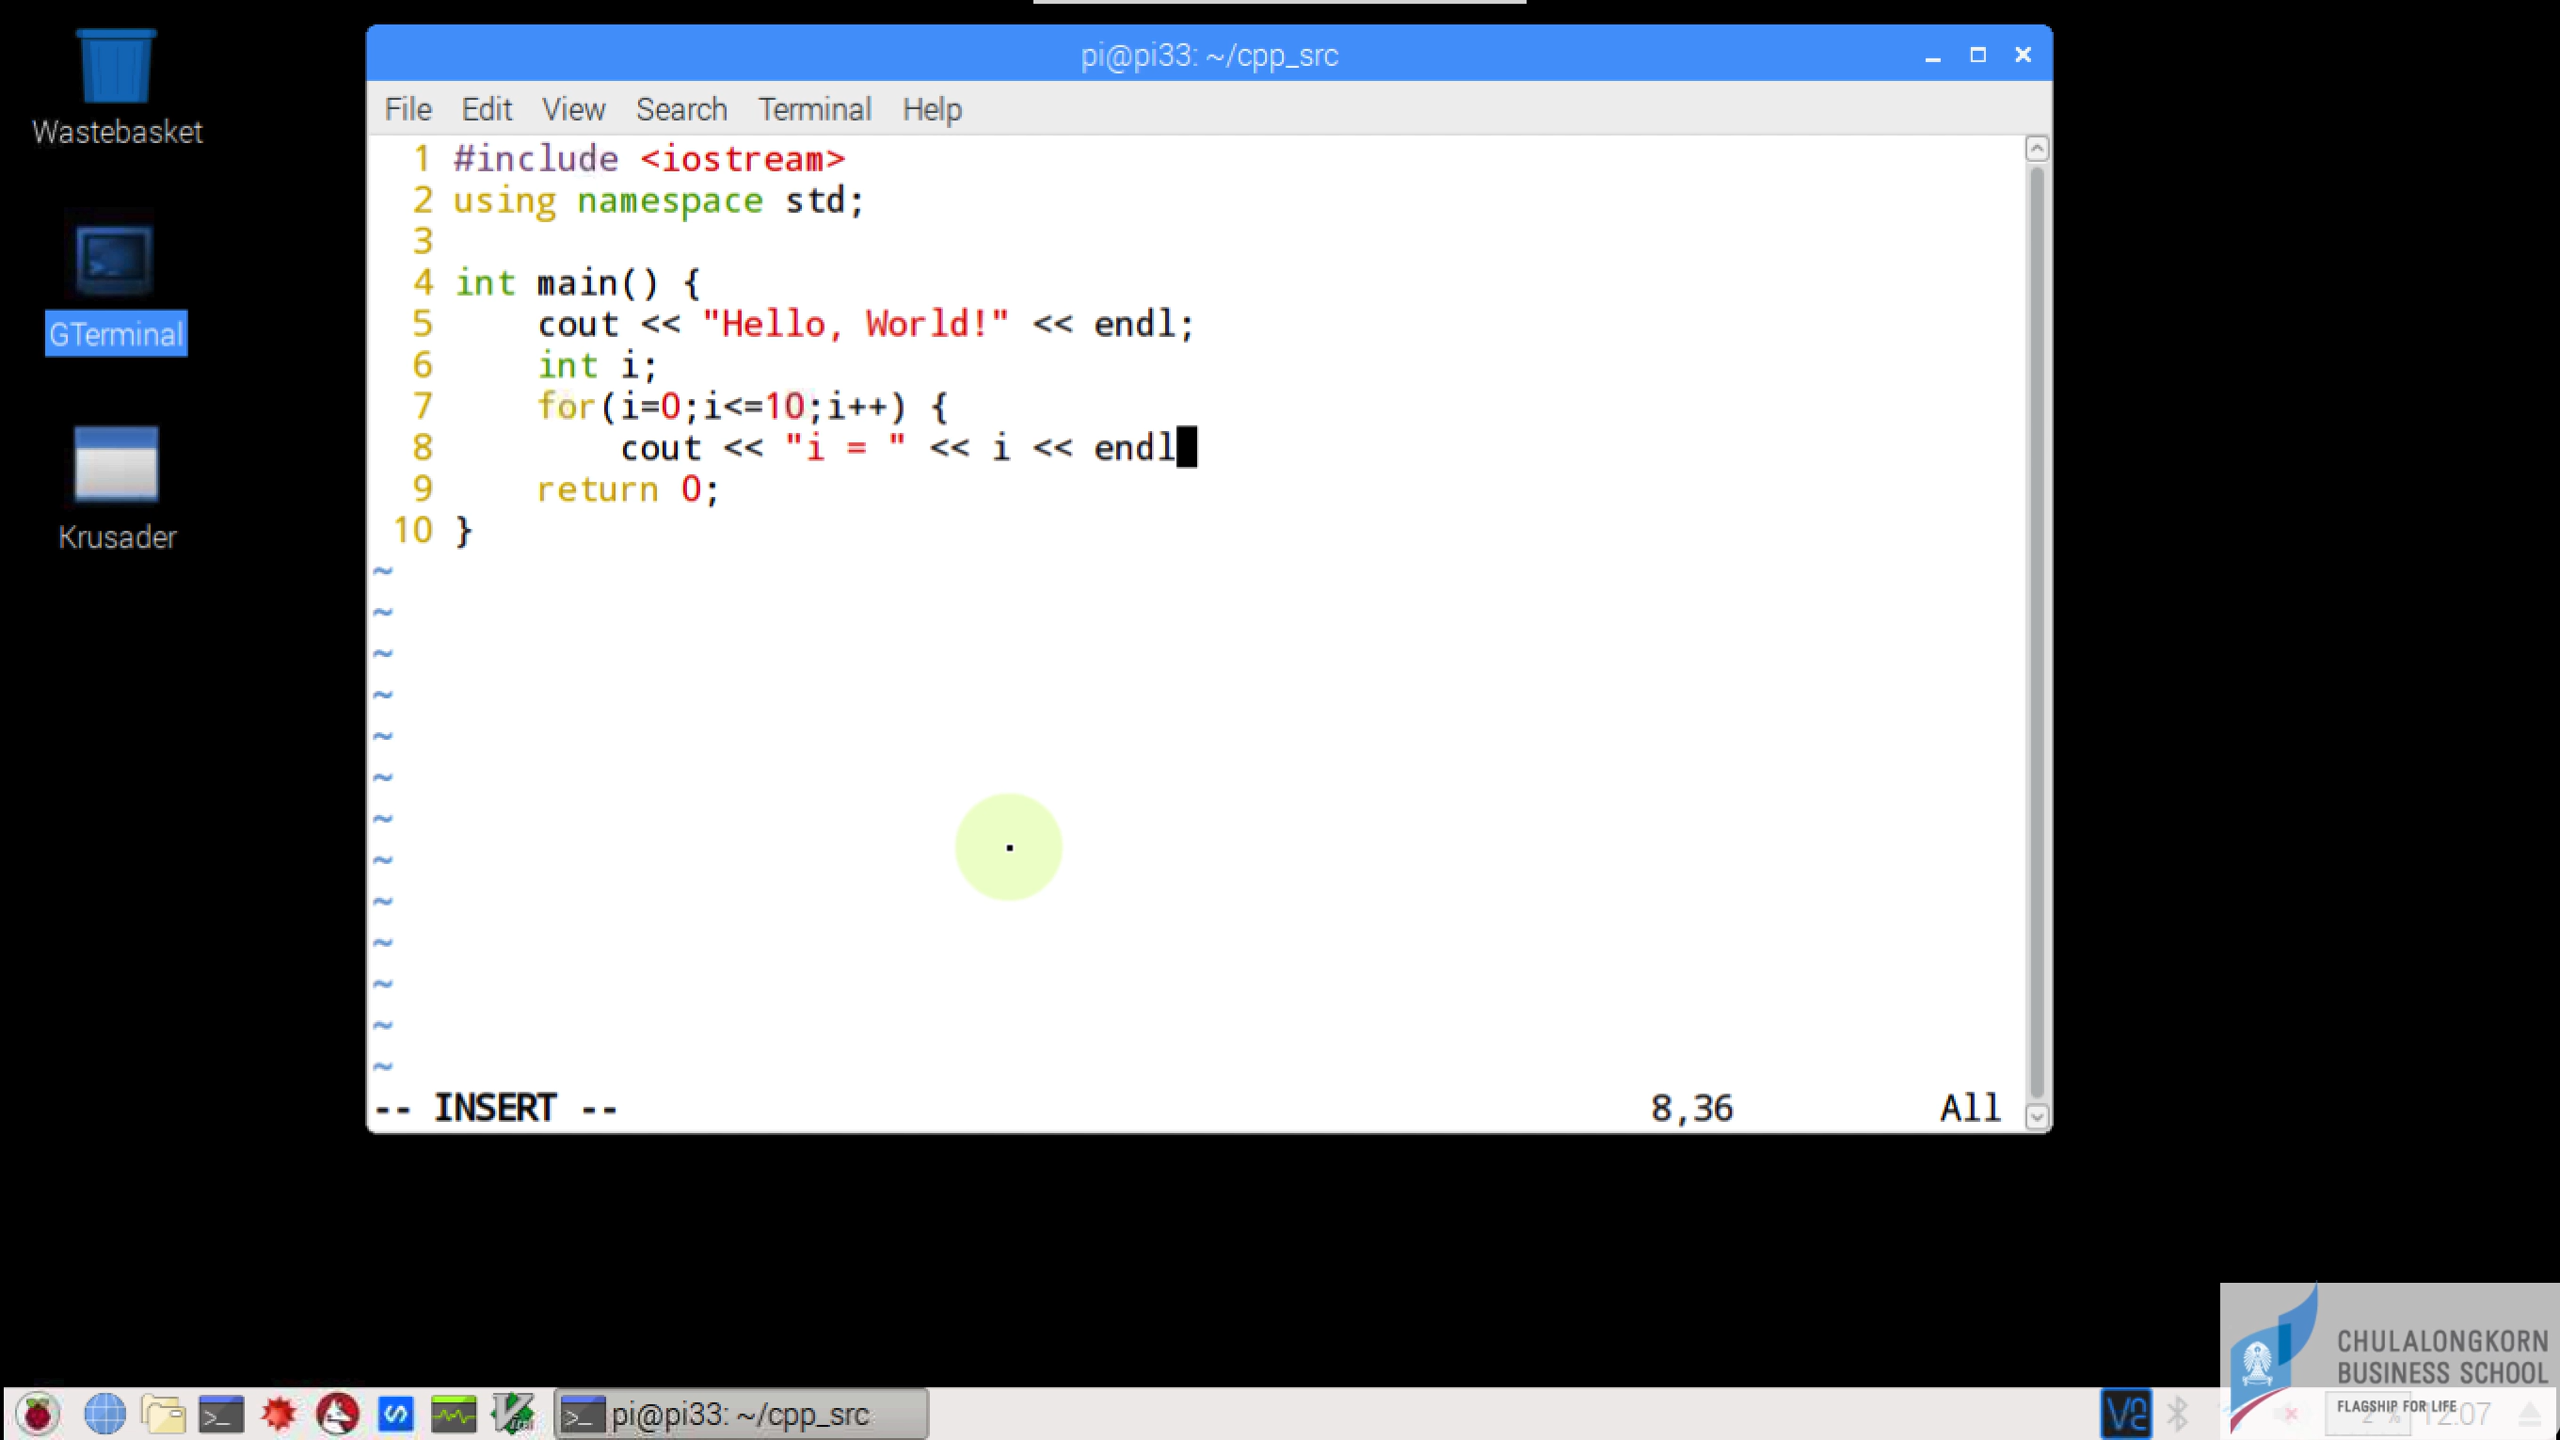 pi@pi33: ~/cpp_src
File Edit View Search Terminal Help
Wastebasket
GTerminal
Krusader
1 #include <iostream>
2 using namespace std;
3
4 int main() {
5     cout << "Hello, World!" << endl;
6     int i;
7     for(i=0;i<=10;i++) {
8         cout << "i = " << i << endl
9     return 0;
10 }
~
~
~
~
~
~
~
~
~
~
~
~
~
-- INSERT -- 8,36 All
CHULALONGKORN
BUSINESS SCHOOL
FLAGSHIP FOR LIFE
pi@pi33: ~/cpp_src
12:07